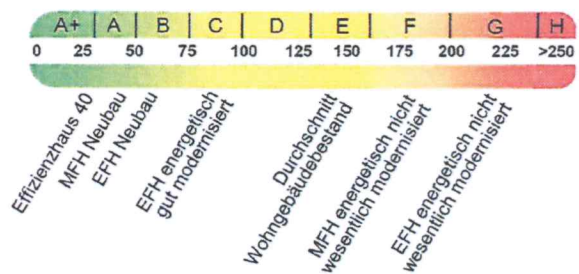 A+ A B C D E F G H
0 25 50 75 100 125 150 175 200 225 >250
Effizienzhaus 40
MFH Neubau
EFH Neubau
EFH energetisch
gut modernisiert
Durchschnitt
Wohngebäudebestand
MFH energetisch nicht
wesentlich modernisiert
EFH energetisch nicht
wesentlich modernisiert